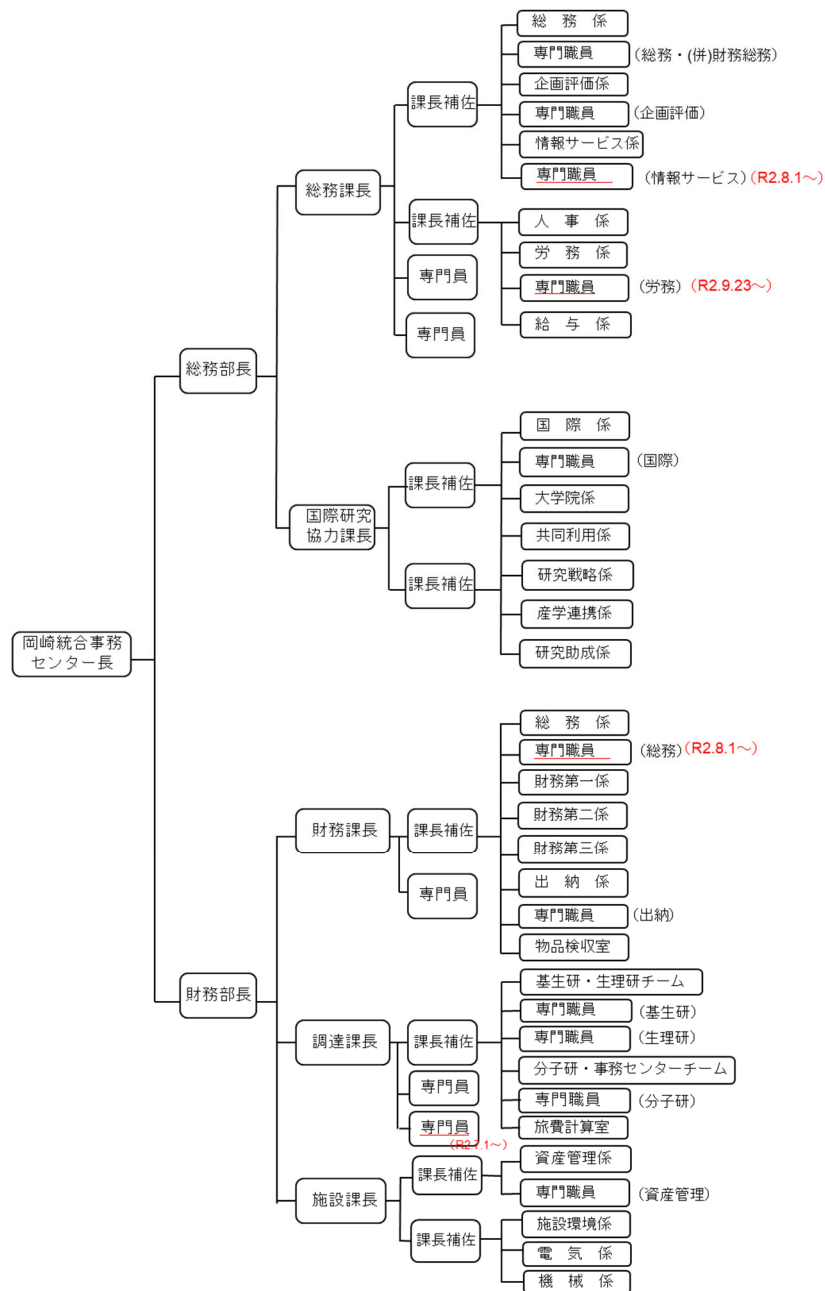 総　務　係
専門職員 (総務・(併)財務総務)
課長補佐
企画評価係
専門職員 (企画評価)
情報サービス係
専門職員 (情報サービス) (R2.8.1～)
総務課長
課長補佐
人　事　係
労　務　係
専門員
専門職員 (労務) (R2.9.23～)
給　与　係
専門員
総務部長
国　際　係
専門職員 (国際)
課長補佐
大学院係
国際研究
協力課長
共同利用係
課長補佐
研究戦略係
産学連携係
研究助成係
岡崎統合事務
センター長
総　務　係
専門職員 (総務) (R2.8.1～)
財務第一係
財務課長
課長補佐
財務第二係
財務第三係
専門員
出　納　係
専門職員 (出納)
物品検収室
財務部長
基生研・生理研チーム
専門職員 (基生研)
調達課長
課長補佐
専門職員 (生理研)
分子研・事務センターチーム
専門員
専門職員 (分子研)
専門員
(R2.7.1～)
旅費計算室
資産管理係
課長補佐
専門職員 (資産管理)
施設課長
施設環境係
課長補佐
電　気　係
機　械　係